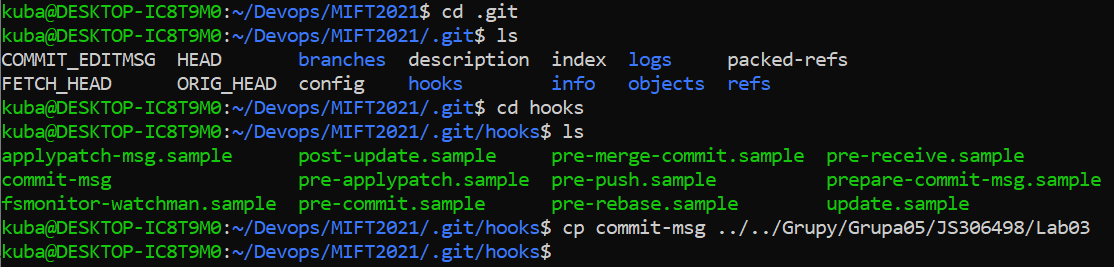 kuba@DESKTOP-IC8T9M0:~/Devops/MIFT2021$ cd .git
kuba@DESKTOP-IC8T9M0:~/Devops/MIFT2021/.git$ ls
COMMIT_EDITMSG  HEAD       branches  description  index  logs     packed-refs
FETCH_HEAD      ORIG_HEAD  config    hooks        info   objects  refs
kuba@DESKTOP-IC8T9M0:~/Devops/MIFT2021/.git$ cd hooks
kuba@DESKTOP-IC8T9M0:~/Devops/MIFT2021/.git/hooks$ ls
applypatch-msg.sample      post-update.sample     pre-merge-commit.sample  pre-receive.sample
commit-msg                 pre-applypatch.sample  pre-push.sample          prepare-commit-msg.sample
fsmonitor-watchman.sample  pre-commit.sample      pre-rebase.sample        update.sample
kuba@DESKTOP-IC8T9M0:~/Devops/MIFT2021/.git/hooks$ cp commit-msg ../../Grupy/Grupa05/JS306498/Lab03
kuba@DESKTOP-IC8T9M0:~/Devops/MIFT2021/.git/hooks$